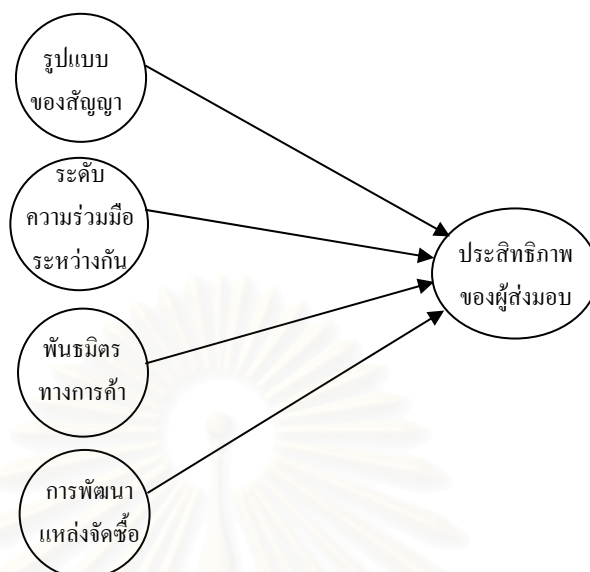 รูปแบบ
ของสัญญา
ระดับ
ความร่วมมือ
ระหว่างกัน
พันธมิตร
ทางการค้า
การพัฒนา
แหล่งจัดซื้อ
ประสิทธิภาพ
ของผู้ส่งมอบ